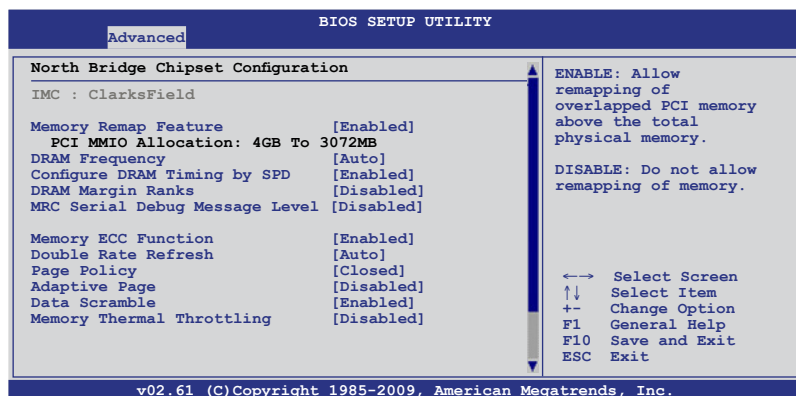 BIOS SETUP UTILITY
Advanced
North Bridge Chipset Configuration
IMC : ClarksField
Memory Remap Feature [Enabled]
PCI MMIO Allocation: 4GB To 3072MB
DRAM Frequency [Auto]
Configure DRAM Timing by SPD [Enabled]
DRAM Margin Ranks [Disabled]
MRC Serial Debug Message Level [Disabled]
Memory ECC Function [Enabled]
Double Rate Refresh [Auto]
Page Policy [Closed]
Adaptive Page [Disabled]
Data Scramble [Enabled]
Memory Thermal Throttling [Disabled]
ENABLE: Allow
remapping of
overlapped PCI memory
above the total
physical memory.
DISABLE: Do not allow
remapping of memory.
←→ Select Screen
↑↓ Select Item
+- Change Option
F1 General Help
F10 Save and Exit
ESC Exit
v02.61 (C)Copyright 1985-2009, American Megatrends, Inc.